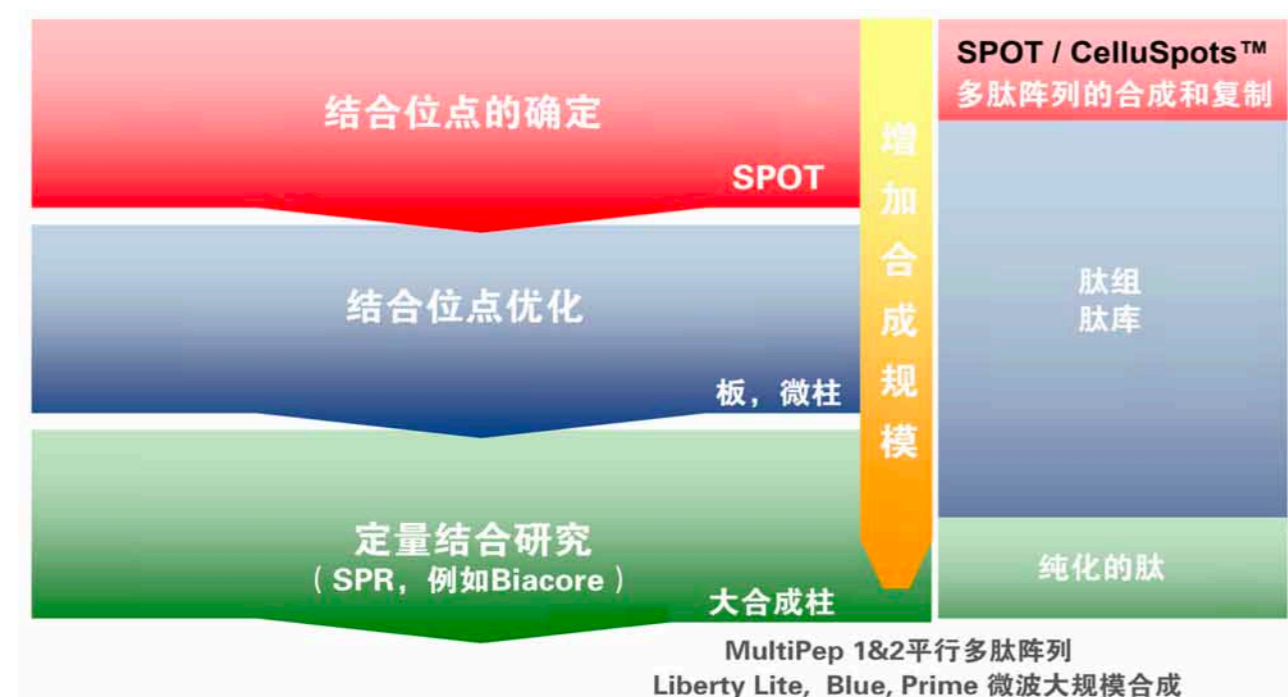 结合位点的确定
SPOT
结合位点优化
板，微柱
定量结合研究
（SPR，例如Biacore）
大合成柱
增加合成规模
SPOT / CelluSpots™
多肽阵列的合成和复制
肽组
肽库
纯化的肽
MultiPep 1&2平行多肽阵列
Liberty Lite, Blue, Prime 微波大规模合成